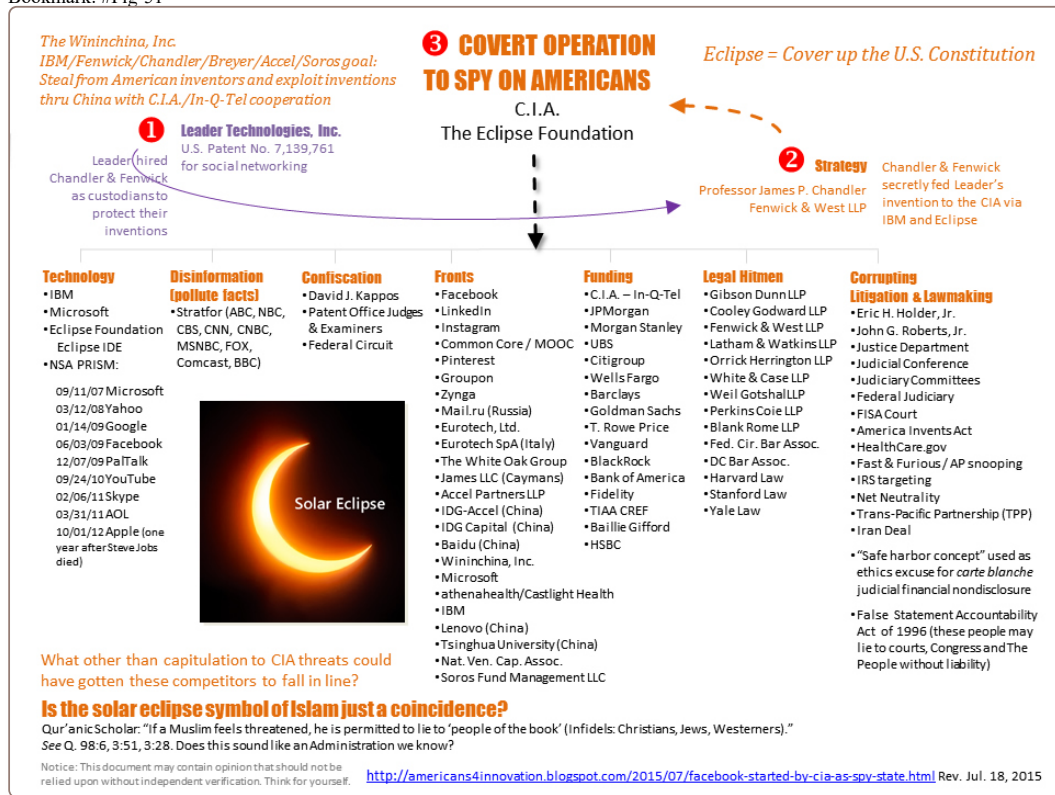 Bookmark: #Fig-51
The Wininchina, Inc.
IBM/Fenwick/Chandler/Breyer/Accel/Soros goal:
Steal from American inventors and exploit inventions
thru China with C.I.A./In-Q-Tel cooperation
❸ COVERT OPERATION
TO SPY ON AMERICANS
C.I.A.
The Eclipse Foundation
Eclipse = Cover up the U.S. Constitution
❶ Leader Technologies, Inc.
U.S. Patent No. 7,139,761
for social networking
Leader hired
Chandler & Fenwick
as custodians to
protect their
inventions
❷ Strategy
Professor James P. Chandler
Fenwick & West LLP
Chandler & Fenwick
secretly fed Leader's
invention to the CIA via
IBM and Eclipse
Technology
•IBM
•Microsoft
•Eclipse Foundation
Eclipse IDE
•NSA PRISM:
09/11/07 Microsoft
03/12/08 Yahoo
01/14/09 Google
06/03/09 Facebook
12/07/09 PalTalk
09/24/10 YouTube
02/06/11 Skype
03/31/11 AOL
10/01/12 Apple (one
year after Steve Jobs
died)
Disinformation
(pollute facts)
•Stratfor (ABC, NBC,
CBS, CNN, CNBC,
MSNBC, FOX,
Comcast, BBC)
Confiscation
•David J. Kappos
•Patent Office Judges
& Examiners
•Federal Circuit
Solar Eclipse
Fronts
•Facebook
•LinkedIn
•Instagram
•Common Core / MOOC
•Pinterest
•Groupon
•Zynga
•Mail.ru (Russia)
•Eurotech, Ltd.
•Eurotech SpA (Italy)
•The White Oak Group
•James LLC (Caymans)
•Accel Partners LLP
•IDG-Accel (China)
•IDG Capital (China)
•Baidu (China)
•Wininchina, Inc.
•Microsoft
•athenahealth/Castlight Health
•IBM
•Lenovo (China)
•Tsinghua University (China)
•Nat. Ven. Cap. Assoc.
•Soros Fund Management LLC
Funding
•C.I.A. – In-Q-Tel
•JPMorgan
•Morgan Stanley
•UBS
•Citigroup
•Wells Fargo
•Barclays
•Goldman Sachs
•T. Rowe Price
•Vanguard
•BlackRock
•Bank of America
•Fidelity
•TIAA CREF
•Baillie Gifford
•HSBC
Legal Hitmen
•Gibson Dunn LLP
•Cooley Godward LLP
•Fenwick & West LLP
•Latham & Watkins LLP
•Orrick Herrington LLP
•White & Case LLP
•Weil Gotshal LLP
•Perkins Coie LLP
•Blank Rome LLP
•Fed. Cir. Bar Assoc.
•DC Bar Assoc.
•Harvard Law
•Stanford Law
•Yale Law
Corrupting
Litigation & Lawmaking
•Eric H. Holder, Jr.
•John G. Roberts, Jr.
•Justice Department
•Judicial Conference
•Judiciary Committees
•Federal Judiciary
•FISA Court
•America Invents Act
•HealthCare.gov
•Fast & Furious / AP snooping
•IRS targeting
•Net Neutrality
•Trans-Pacific Partnership (TPP)
•Iran Deal
•"Safe harbor concept" used as
ethics excuse for carte blanche
judicial financial nondisclosure
•False Statement Accountability
Act of 1996 (these people may
lie to courts, Congress and The
People without liability)
What other than capitulation to CIA threats could
have gotten these competitors to fall in line?
Is the solar eclipse symbol of Islam just a coincidence?
Qur'anic Scholar: "If a Muslim feels threatened, he is permitted to lie to 'people of the book' (Infidels: Christians, Jews, Westerners)."
See Q. 98:6, 3:51, 3:28. Does this sound like an Administration we know?
Notice: This document may contain opinion that should not be
relied upon without independent verification. Think for yourself.
http://americans4innovation.blogspot.com/2015/07/facebook-started-by-cia-as-spy-state.html Rev. Jul. 18, 2015